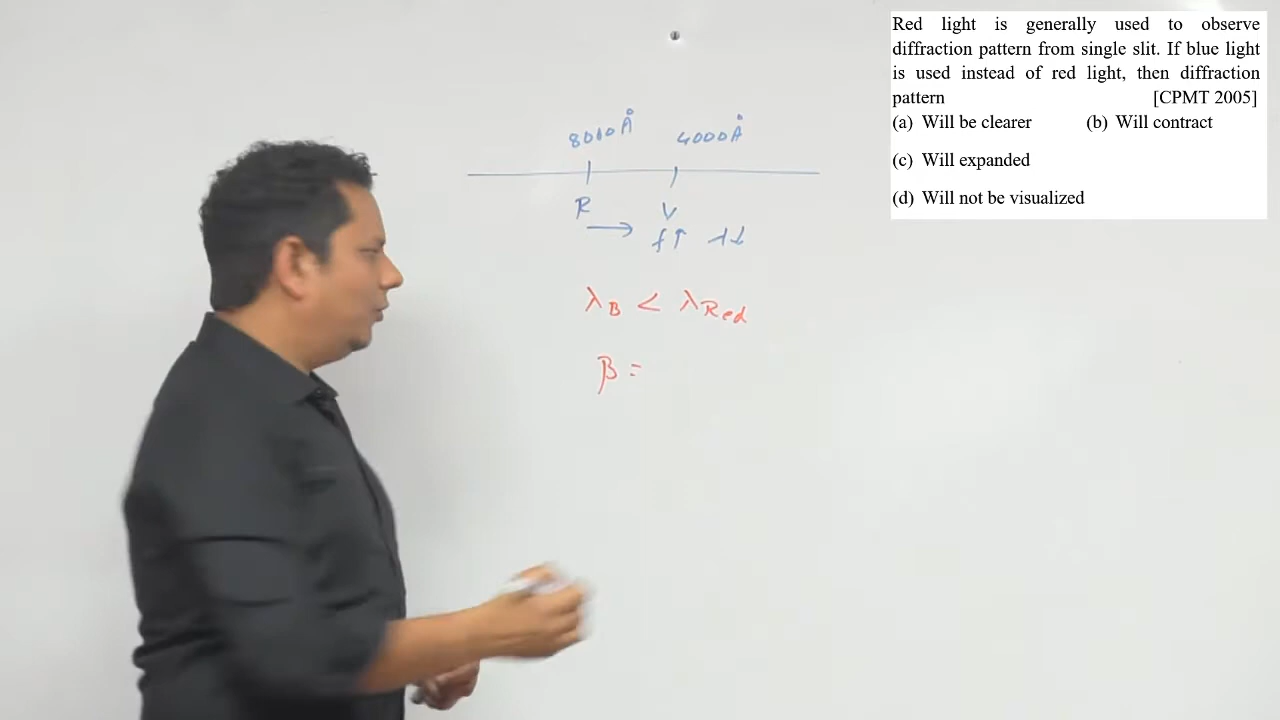 Red light is generally used to observe
diffraction pattern from single slit. If blue light
is used instead of red light, then diffraction
pattern [CPMT 2005]
(a) Will be clearer (b) Will contract
(c) Will expanded
(d) Will not be visualized
8000Å 4000Å
R V
→ f↑ λ↓
λB < λRed
β =